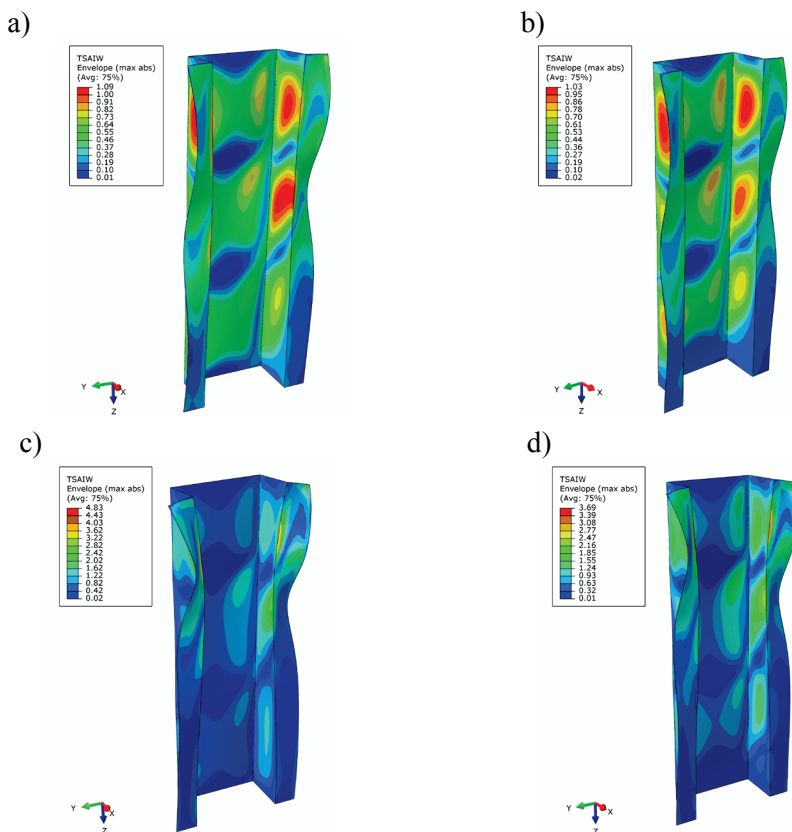 a)
TSAIW
Envelope (max abs)
(Avg: 75%)
1.09
1.00
0.91
0.82
0.73
0.64
0.55
0.46
0.37
0.28
0.19
0.10
0.01
Y
X
Z
b)
TSAIW
Envelope (max abs)
(Avg: 75%)
1.03
0.95
0.86
0.78
0.70
0.61
0.53
0.44
0.36
0.27
0.19
0.10
0.02
Y
X
Z
c)
TSAIW
Envelope (max abs)
(Avg: 75%)
4.83
4.43
4.03
3.62
3.22
2.82
2.42
2.02
1.62
1.22
0.82
0.42
0.02
Y
X
Z
d)
TSAIW
Envelope (max abs)
(Avg: 75%)
3.69
3.39
3.08
2.77
2.47
2.16
1.85
1.55
1.24
0.93
0.63
0.32
0.01
Y
X
Z